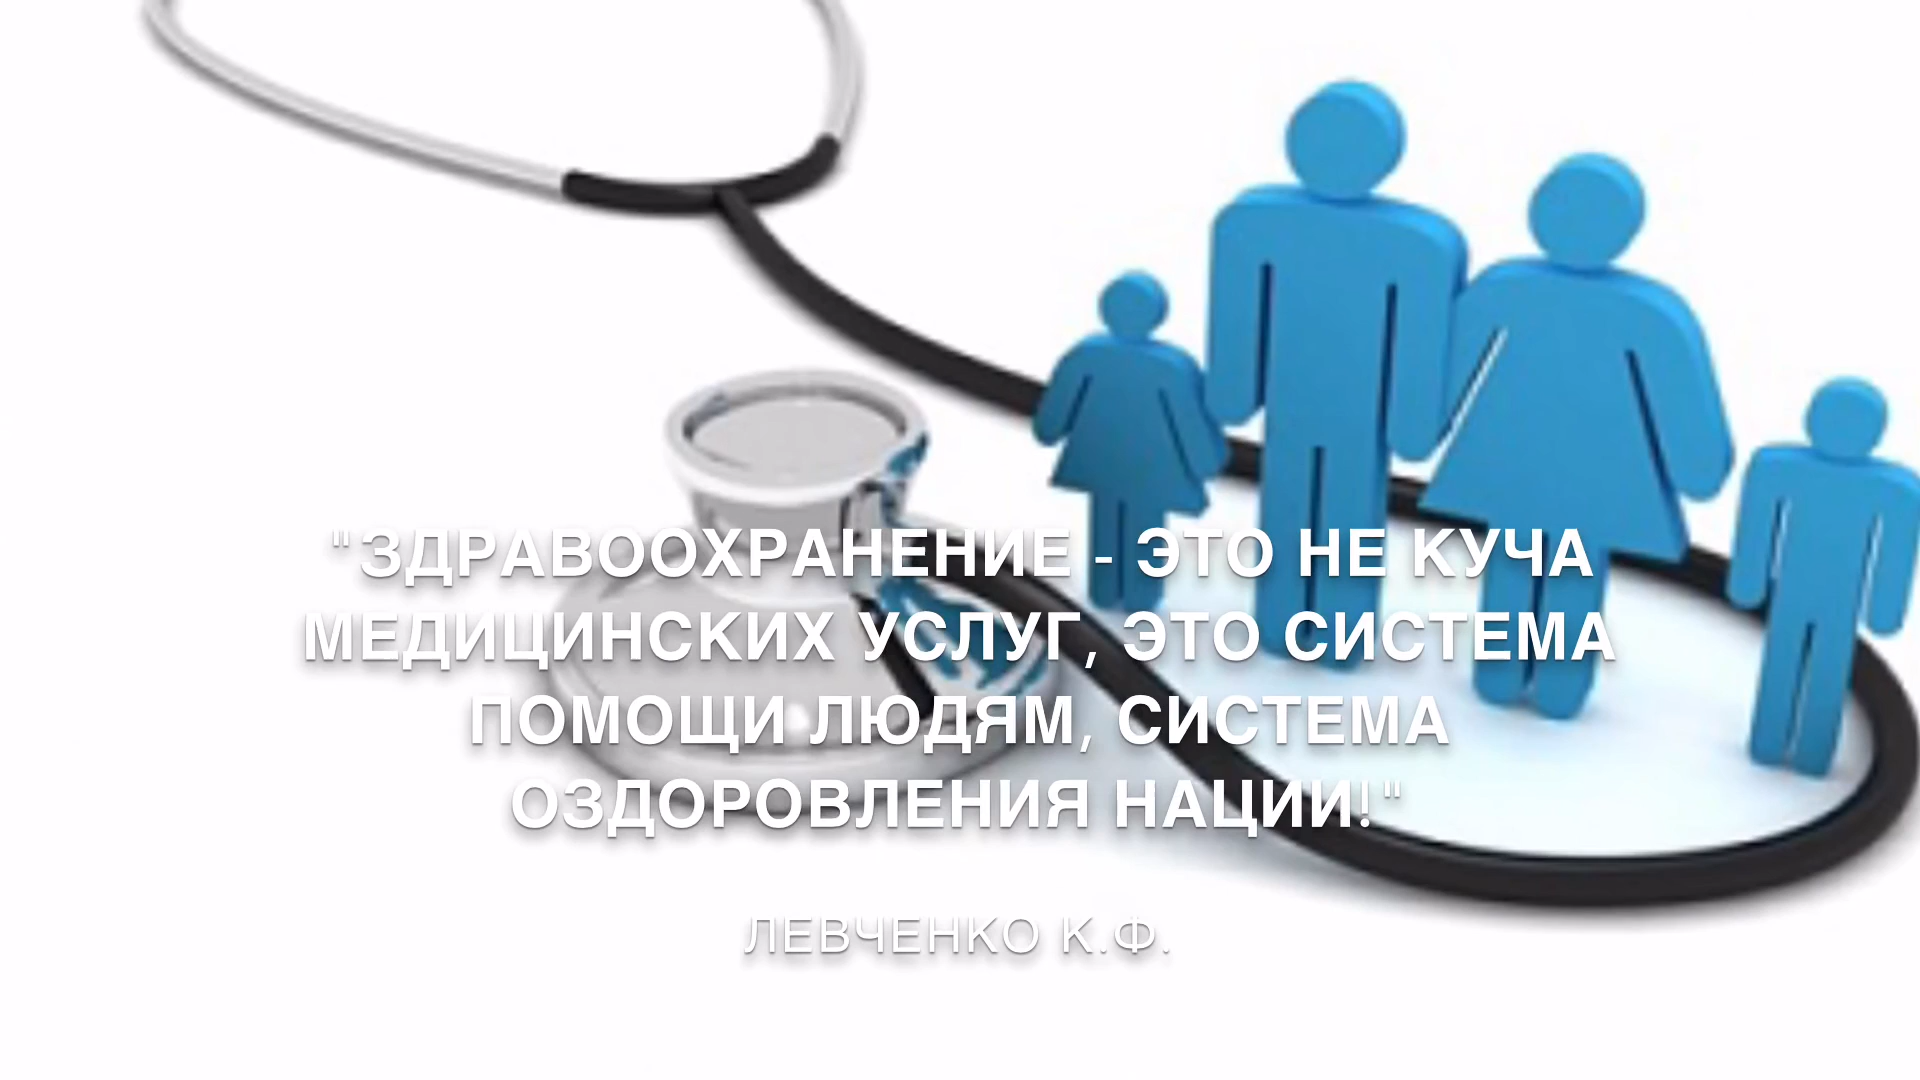 "ЗДРАВООХРАНЕНИЕ - ЭТО НЕ КУЧА
МЕДИЦИНСКИХ УСЛУГ, ЭТО СИСТЕМА
ПОМОЩИ ЛЮДЯМ, СИСТЕМА
ОЗДОРОВЛЕНИЯ НАЦИИ!"
ЛЕВЧЕНКО К.Ф.